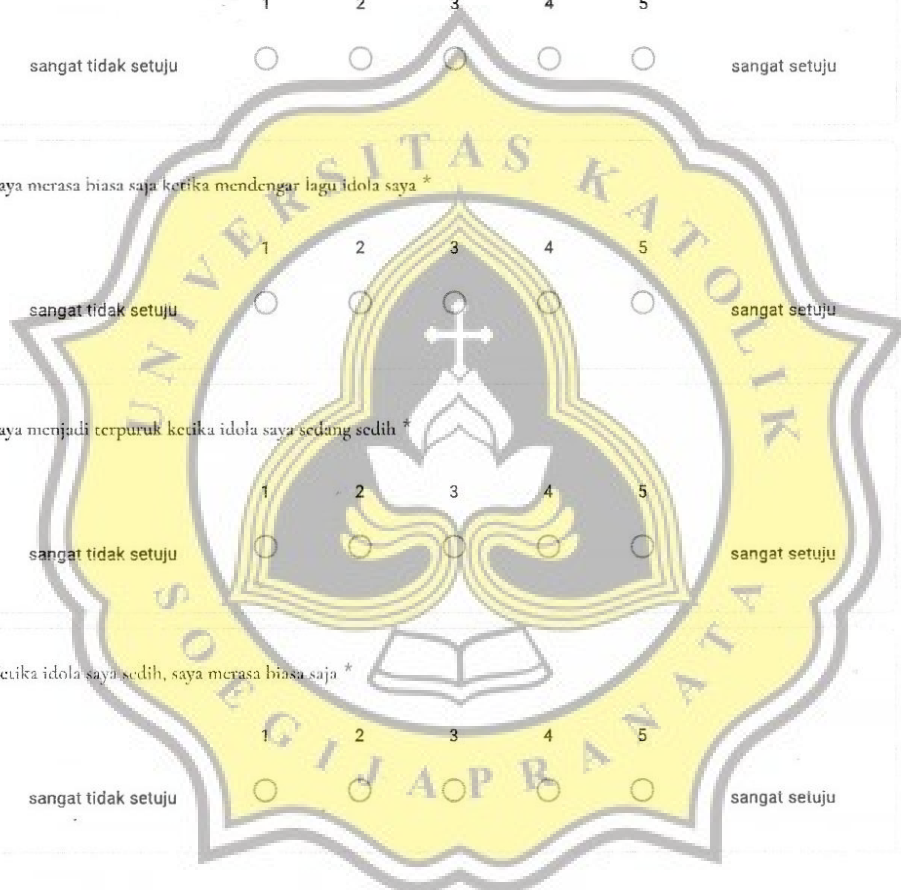 1 2 3 4 5
sangat tidak setuju sangat setuju
aya merasa biasa saja ketika mendengar lagu idola saya *
1 2 3 4 5
sangat tidak setuju sangat setuju
aya menjadi terpuruk ketika idola saya sedang sedih *
1 2 3 4 5
sangat tidak setuju sangat setuju
etika idola saya sedih, saya merasa biasa saja *
1 2 3 4 5
sangat tidak setuju sangat setuju
UNIVERSITAS KATOLIK
SOEGIJAPRANATA